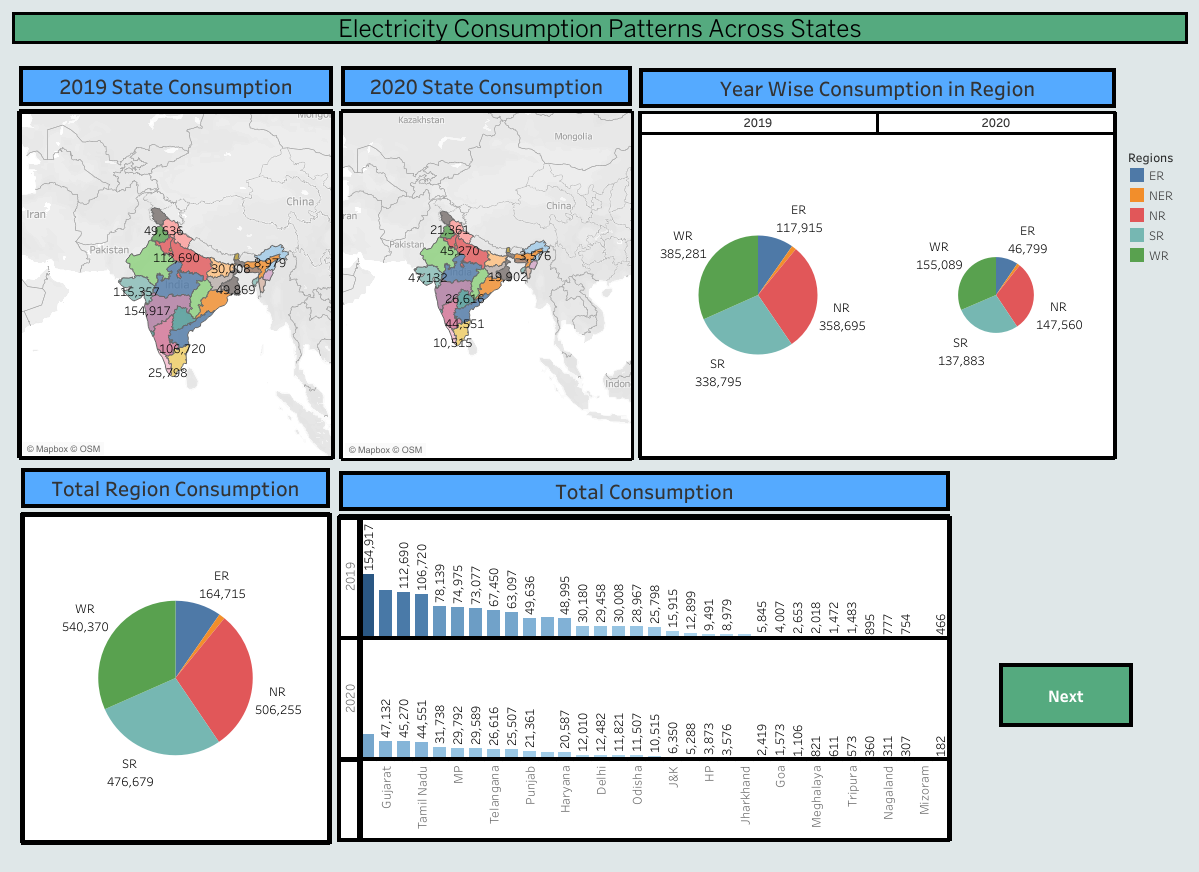 Electricity Consumption Patterns Across States
2019 State Consumption
Mongo
Iran
China
Pakistan
India
49,636
112,690
30,008
8,979
115,357
49,869
154,917
106,720
25,798
© Mapbox © OSM
2020 State Consumption
Kazakhstan
Mongolia
China
ran
Pakistan
Indon
21,361
45,270
3,576
47,132
19,902
26,616
44,551
10,515
© Mapbox © OSM
Year Wise Consumption in Region
2019
2020
ER
117,915
WR
385,281
NR
358,695
SR
338,795
ER
46,799
WR
155,089
NR
147,560
SR
137,883
Regions
ER
NER
NR
SR
WR
Total Region Consumption
ER
164,715
WR
540,370
NR
506,255
SR
476,679
Total Consumption
2019
154,917
112,690
106,720
78,139
74,975
73,077
67,450
63,097
49,636
48,995
30,180
29,458
30,008
28,967
25,798
15,915
12,899
9,491
8,979
5,845
4,007
2,653
2,018
1,472
1,483
895
777
754
466
2020
47,132
45,270
44,551
31,738
29,792
29,589
26,616
25,507
21,361
20,587
12,010
12,482
11,821
11,507
10,515
6,350
5,288
3,873
3,576
2,419
1,573
1,106
821
611
573
360
311
307
182
Gujarat
Tamil Nadu
MP
Telangana
Punjab
Haryana
Delhi
Odisha
J&K
HP
Jharkhand
Goa
Meghalaya
Tripura
Nagaland
Mizoram
Next